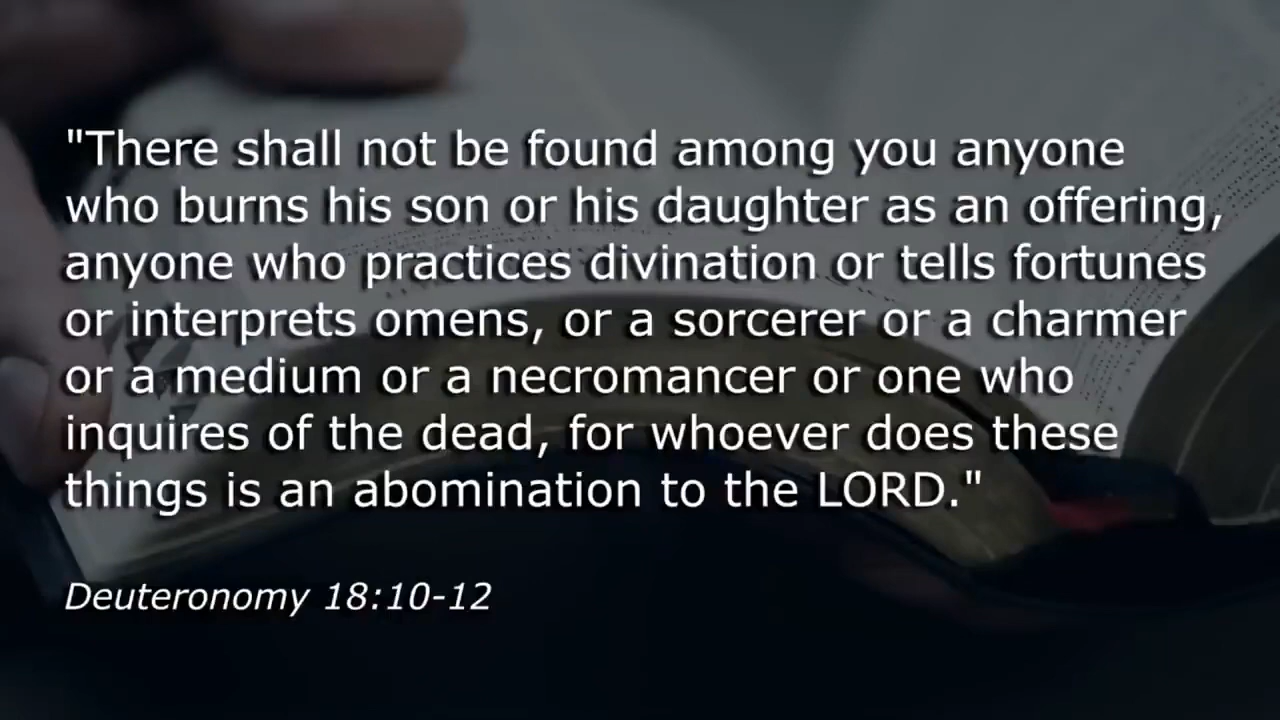 "There shall not be found among you anyone
who burns his son or his daughter as an offering,
anyone who practices divination or tells fortunes
or interprets omens, or a sorcerer or a charmer
or a medium or a necromancer or one who
inquires of the dead, for whoever does these
things is an abomination to the LORD."
Deuteronomy 18:10-12